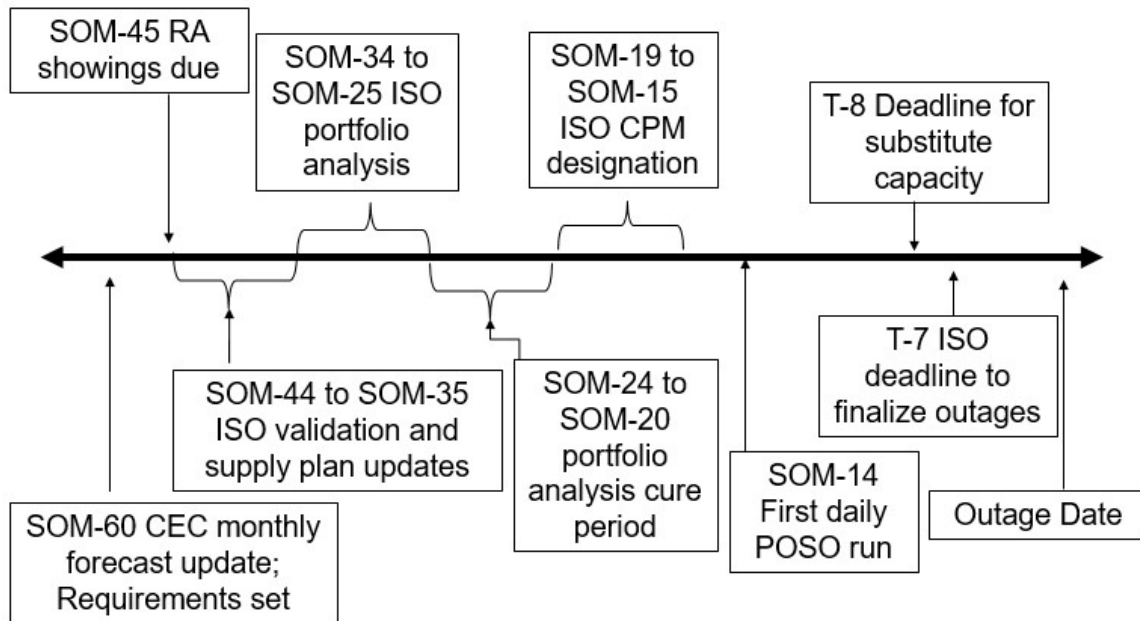 SOM-45 RA
showings due
SOM-34 to
SOM-25 ISO
portfolio
analysis
SOM-19 to
SOM-15
ISO CPM
designation
T-8 Deadline for
substitute
capacity
SOM-60 CEC monthly
forecast update;
Requirements set
SOM-44 to SOM-35
ISO validation and
supply plan updates
SOM-24 to
SOM-20
portfolio
analysis cure
period
SOM-14
First daily
POSO run
T-7 ISO
deadline to
finalize outages
Outage Date